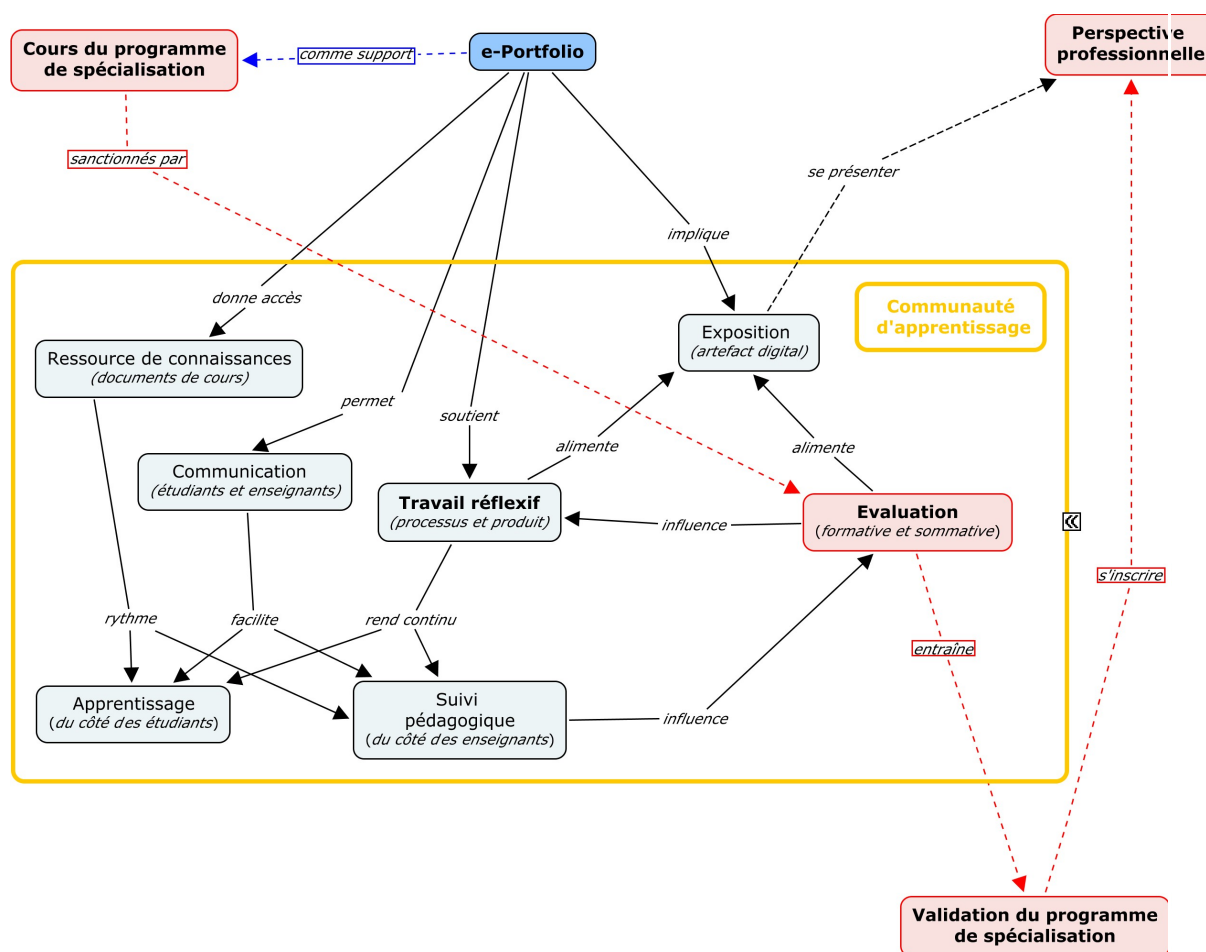 Cours du programme
de spécialisation
comme support
e-Portfolio
Perspective
professionnelle
sanctionnés par
se présenter
implique
donne accès
Communauté
d'apprentissage
Exposition
(artefact digital)
Ressource de connaissances
(documents de cours)
permet
soutient
alimente
alimente
Communication
(étudiants et enseignants)
Travail réflexif
(processus et produit)
influence
Evaluation
(formative et sommative)
s'inscrire
rythme
facilite
rend continu
entraîne
Apprentissage
(du côté des étudiants)
Suivi
pédagogique
(du côté des enseignants)
influence
Validation du programme
de spécialisation